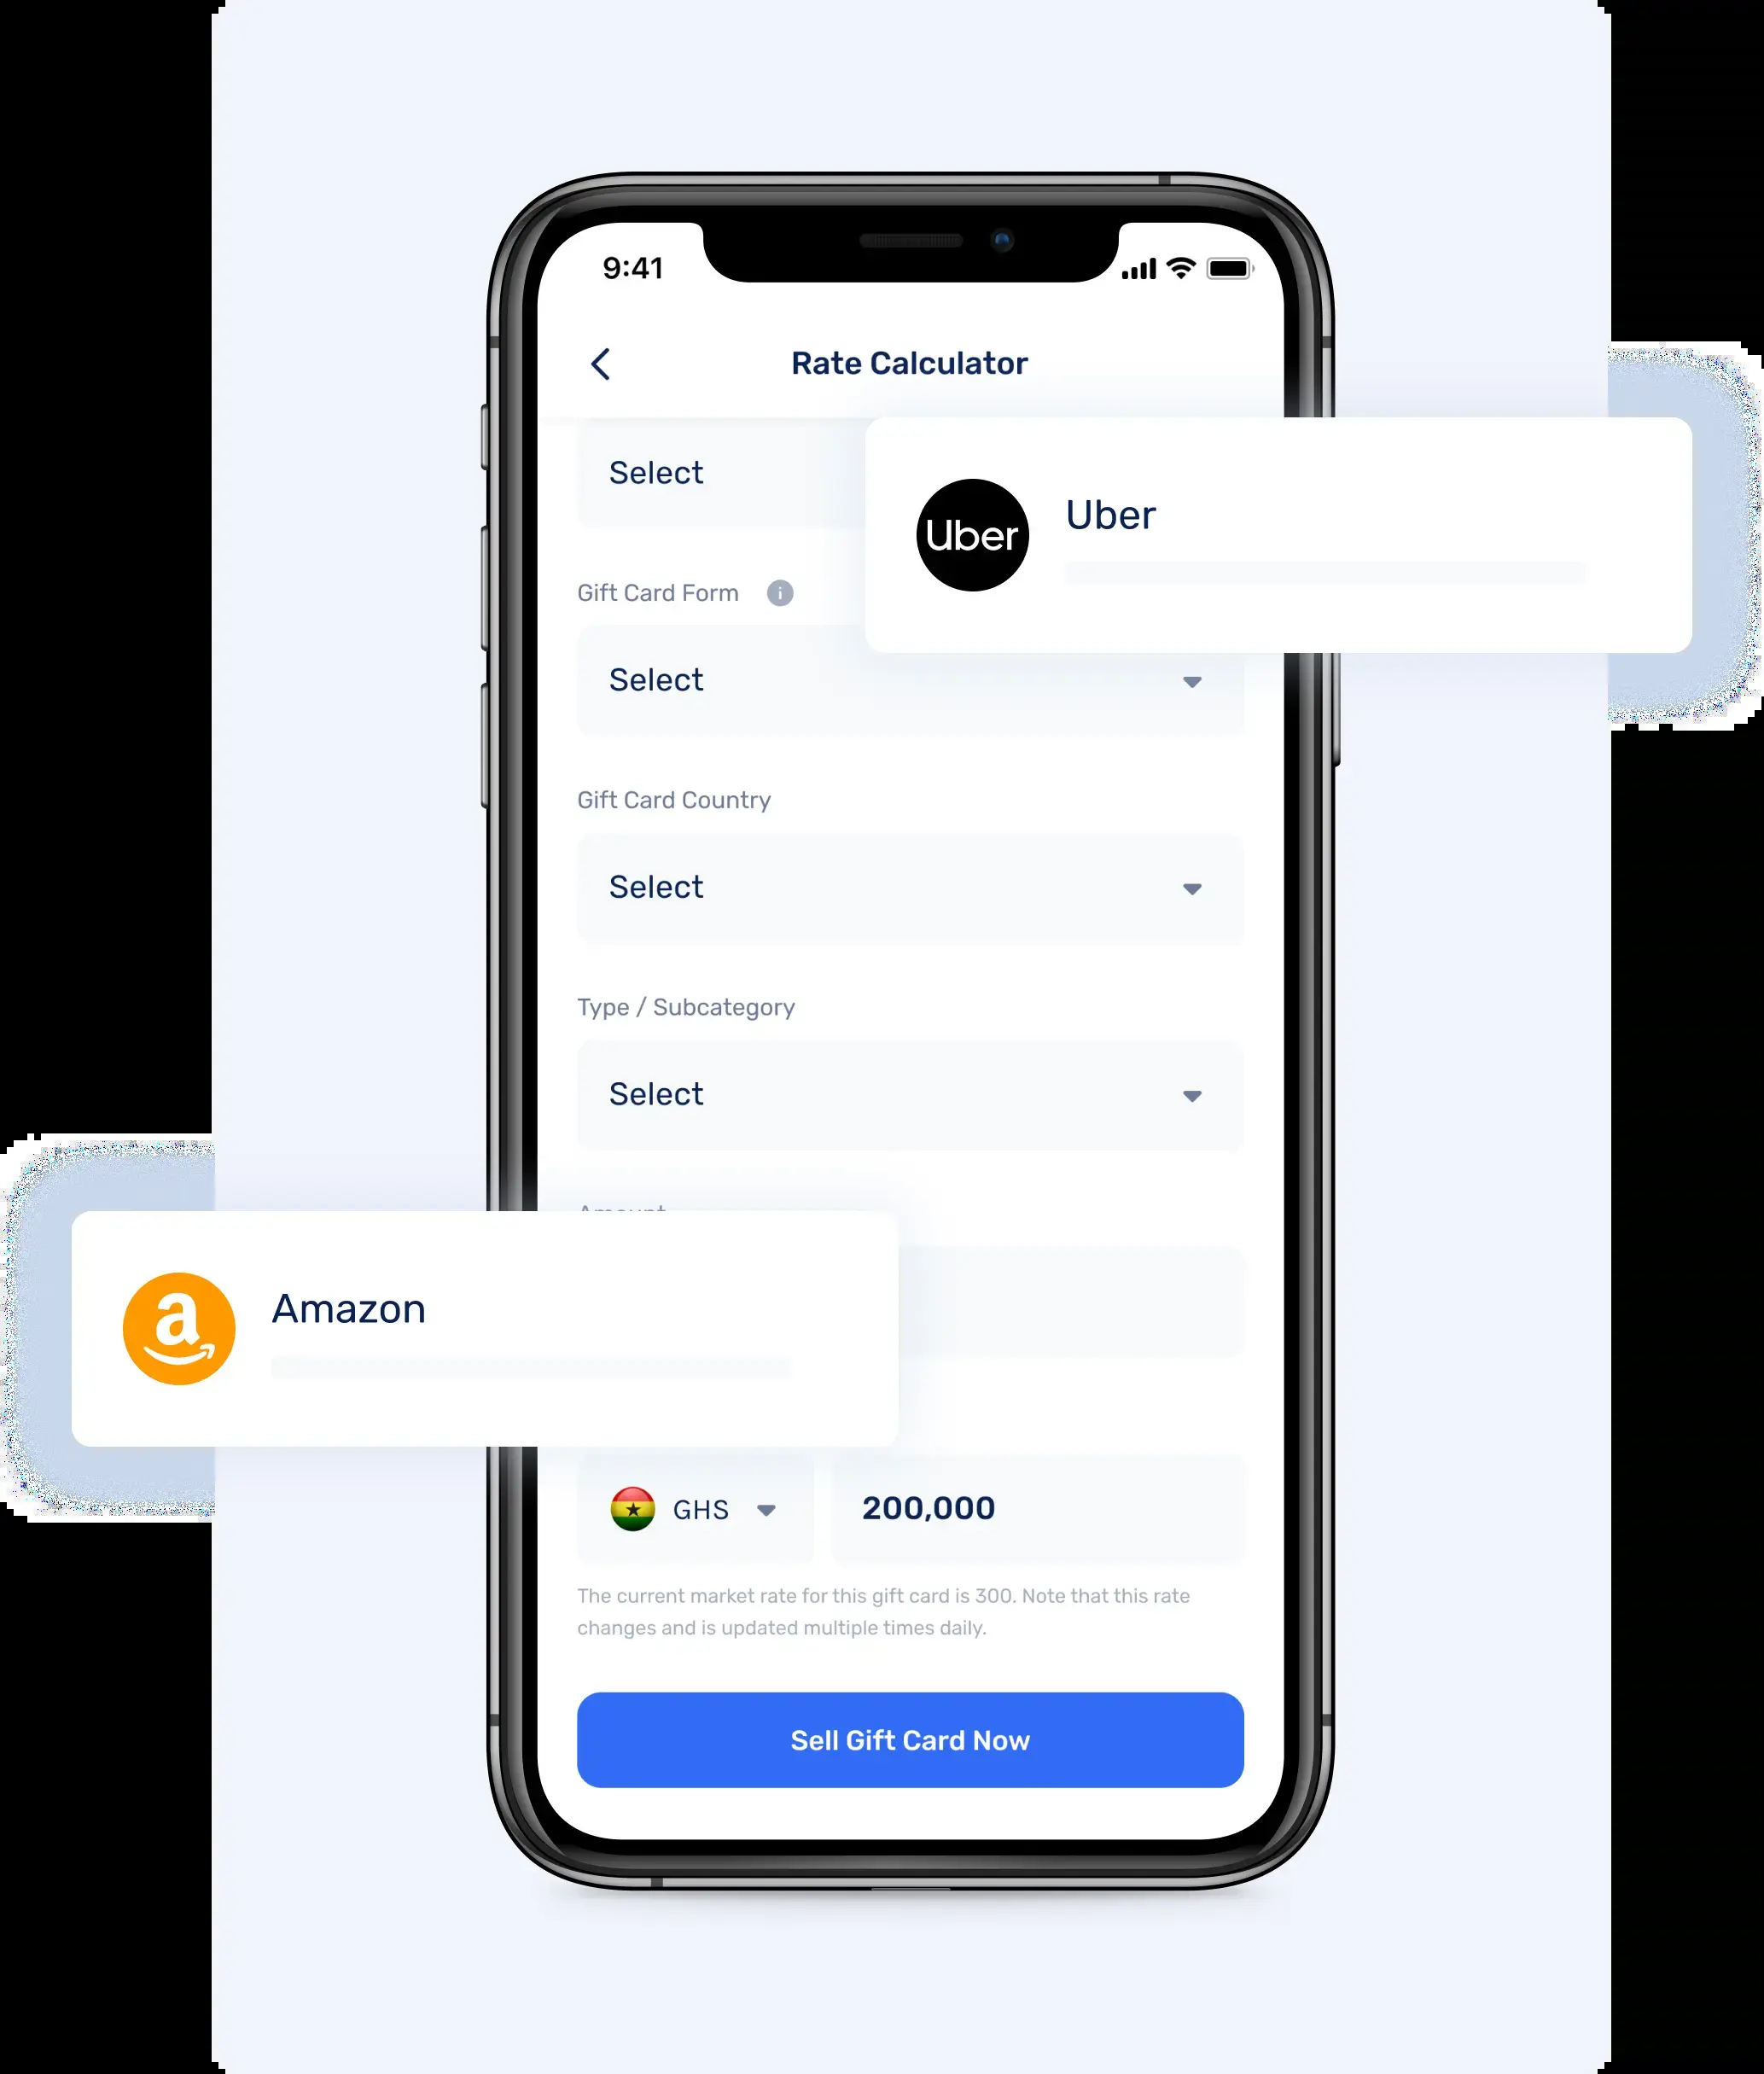 9:41
Rate Calculator
Select
Uber
Uber
Gift Card Form
Select
Gift Card Country
Select
Type / Subcategory
Select
Amount
Amazon
GHS
200,000
The current market rate for this gift card is 300. Note that this rate
changes and is updated multiple times daily.
Sell Gift Card Now